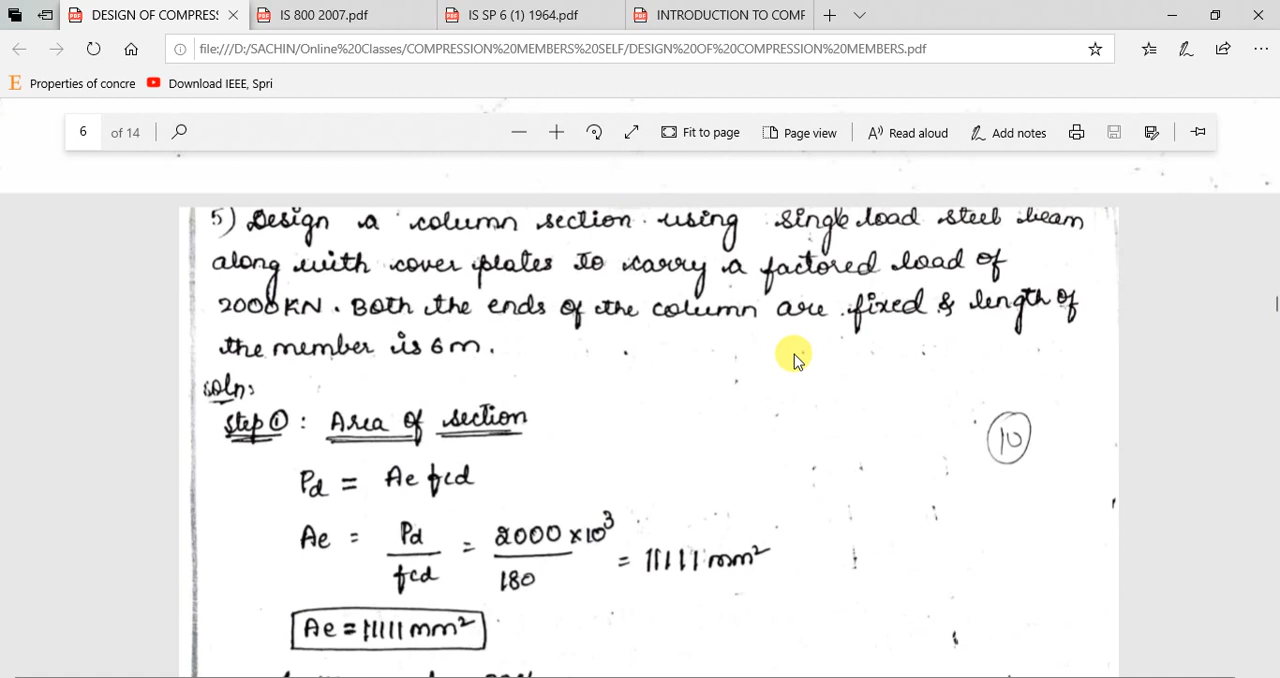 DESIGN OF COMPRESS
IS 800 2007.pdf
IS SP 6 (1) 1964.pdf
INTRODUCTION TO COMP
file:///D:/SACHIN/Online%20Classes/COMPRESSION%20MEMBERS%20SELF/DESIGN%20OF%20COMPRESSION%20MEMBERS.pdf
E Properties of concre
Download IEEE, Spri
6 of 14
Fit to page
Page view
Read aloud
Add notes
5) Design a column section using single load steel beam
along with cover plates to carry a factored load of
2000KN. Both the ends of the column are fixed & length of
the member is 6m.
Soln:
Step ① : Area of section
10
Pd = Ae fcd
Ae = Pd / fcd = 2000 × 10³ / 180 = 11111 mm²
Ae = 11111 mm²